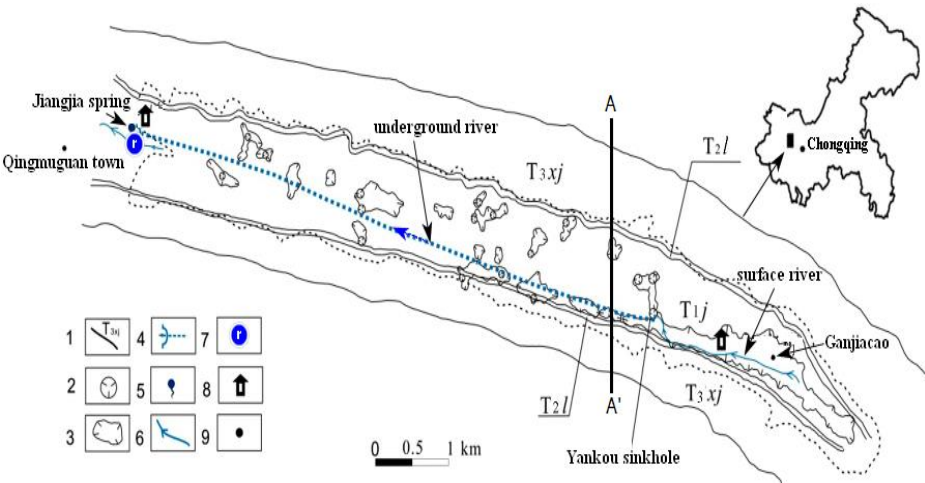 A
Jiangjia spring
underground river
r
Chongqing
Qingmuguan town
T₃xj
T₂l
surface river
T₁j
Ganjiacao
1 T₃xj 4 7 r
2 5 8
3 6 9
T₂l
A'
T₃xj
0 0.5 1 km
Yankou sinkhole